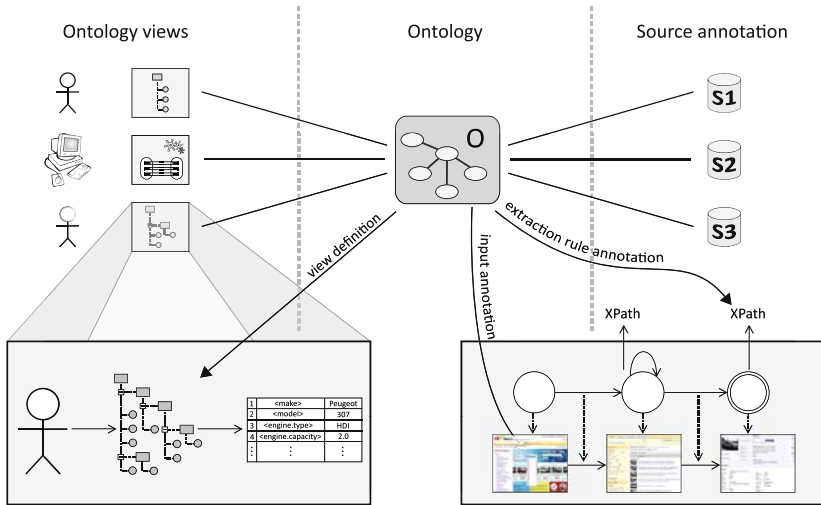 Ontology views
Ontology
Source annotation
O
S1
S2
S3
view definition
input annotation
extraction rule annotation
XPath
XPath
1 <make> Peugeot
2 <model> 307
3 <engine.type> HDI
4 <engine.capacity> 2.0
⋮ ⋮ ⋮